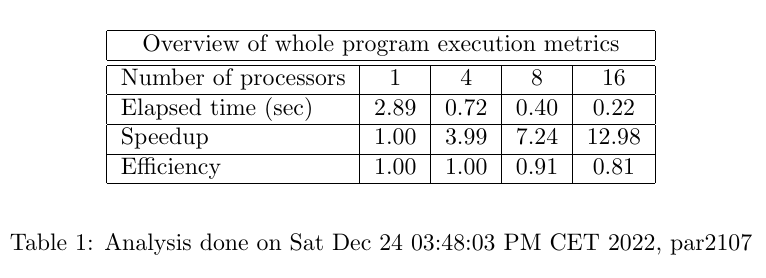 Overview of whole program execution metrics
Number of processors 1 4 8 16
Elapsed time (sec) 2.89 0.72 0.40 0.22
Speedup 1.00 3.99 7.24 12.98
Efficiency 1.00 1.00 0.91 0.81
Table 1: Analysis done on Sat Dec 24 03:48:03 PM CET 2022, par2107